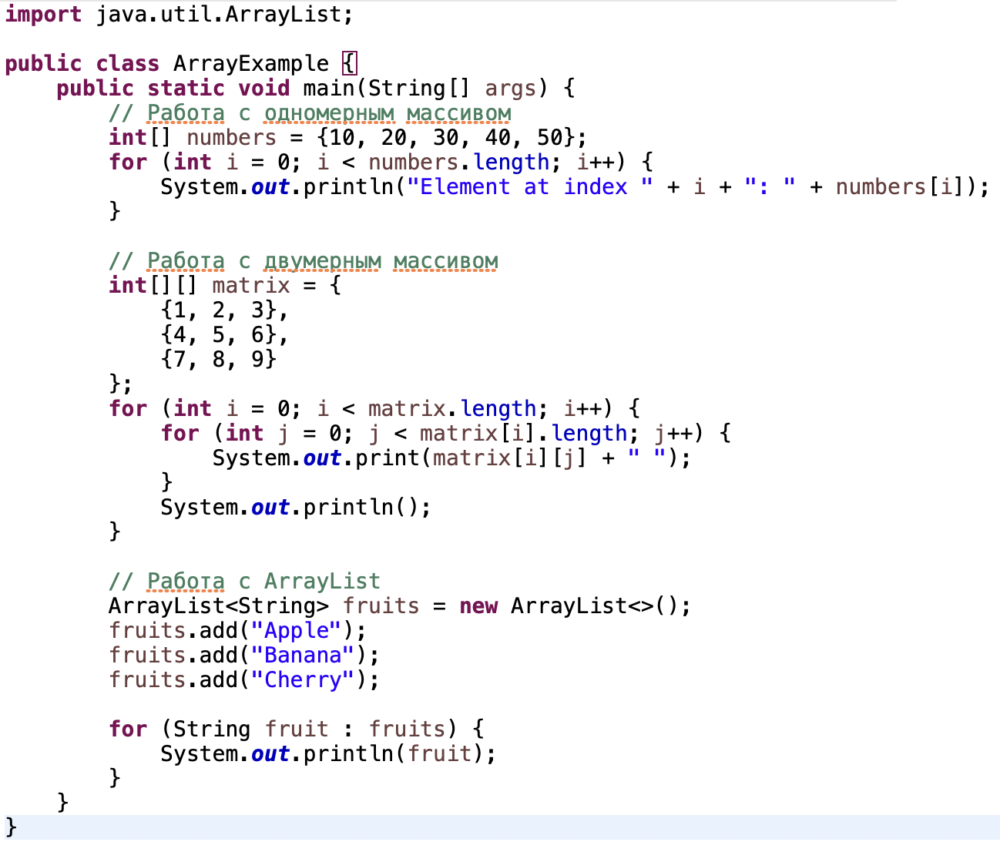 import java.util.ArrayList;

public class ArrayExample {
    public static void main(String[] args) {
        // Работа с одномерным массивом
        int[] numbers = {10, 20, 30, 40, 50};
        for (int i = 0; i < numbers.length; i++) {
            System.out.println("Element at index " + i + ": " + numbers[i]);
        }

        // Работа с двумерным массивом
        int[][] matrix = {
            {1, 2, 3},
            {4, 5, 6},
            {7, 8, 9}
        };
        for (int i = 0; i < matrix.length; i++) {
            for (int j = 0; j < matrix[i].length; j++) {
                System.out.print(matrix[i][j] + " ");
            }
            System.out.println();
        }

        // Работа с ArrayList
        ArrayList<String> fruits = new ArrayList<>();
        fruits.add("Apple");
        fruits.add("Banana");
        fruits.add("Cherry");

        for (String fruit : fruits) {
            System.out.println(fruit);
        }
    }
}